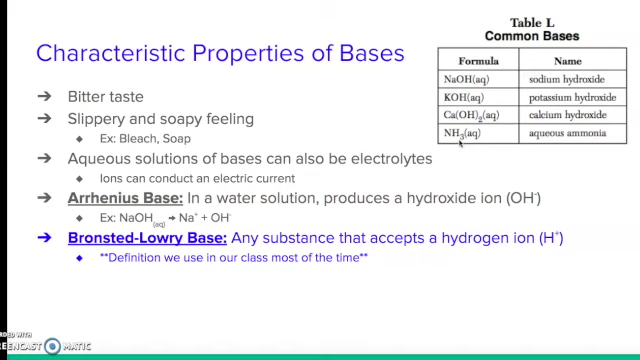 Table L
Common Bases
Characteristic Properties of Bases
Formula Name
NaOH(aq) sodium hydroxide
KOH(aq) potassium hydroxide
Ca(OH)₂(aq) calcium hydroxide
NH₃(aq) aqueous ammonia
➔ Bitter taste
➔ Slippery and soapy feeling
◆ Ex: Bleach, Soap
➔ Aqueous solutions of bases can also be electrolytes
◆ Ions can conduct an electric current
➔ Arrhenius Base: In a water solution, produces a hydroxide ion (OH⁻)
◆ Ex: NaOH(aq) → Na⁺ + OH⁻
➔ Bronsted-Lowry Base: Any substance that accepts a hydrogen ion (H⁺)
◆ **Definition we use in our class most of the time**
RDED WITH
REENCAST MATIC